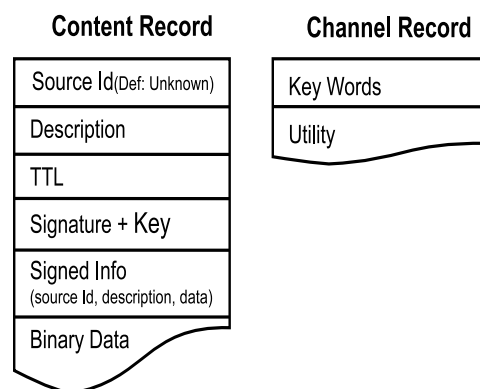 Content Record
Source Id(Def: Unknown)
Description
TTL
Signature + Key
Signed Info
(source Id, description, data)
Binary Data
Channel Record
Key Words
Utility